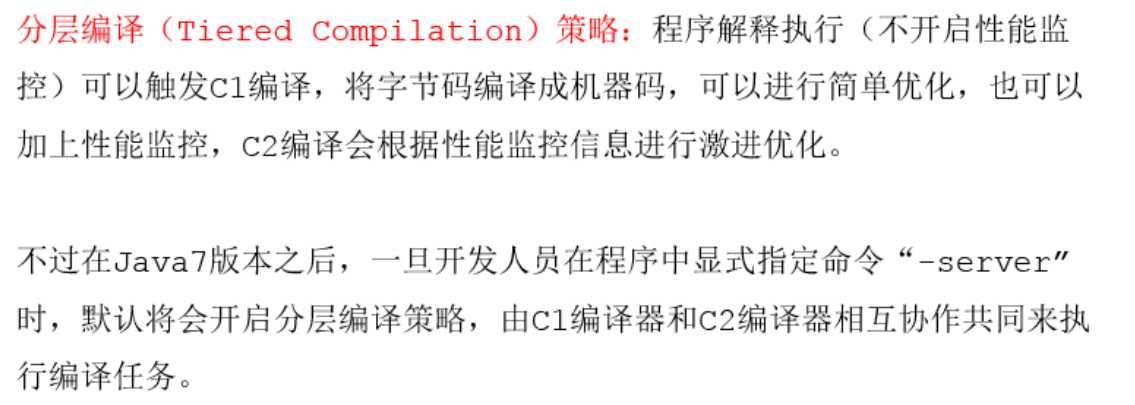 分层编译（Tiered Compilation）策略：程序解释执行（不开启性能监
控）可以触发C1编译，将字节码编译成机器码，可以进行简单优化，也可以
加上性能监控，C2编译会根据性能监控信息进行激进优化。
不过在Java7版本之后，一旦开发人员在程序中显式指定命令“-server”
时，默认将会开启分层编译策略，由C1编译器和C2编译器相互协作共同来执
行编译任务。